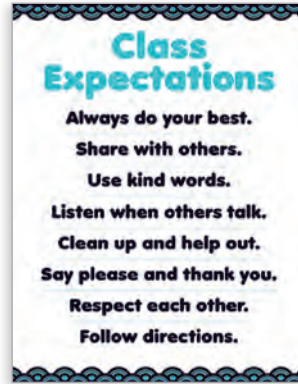 Class
Expectations
Always do your best.
Share with others.
Use kind words.
Listen when others talk.
Clean up and help out.
Say please and thank you.
Respect each other.
Follow directions.